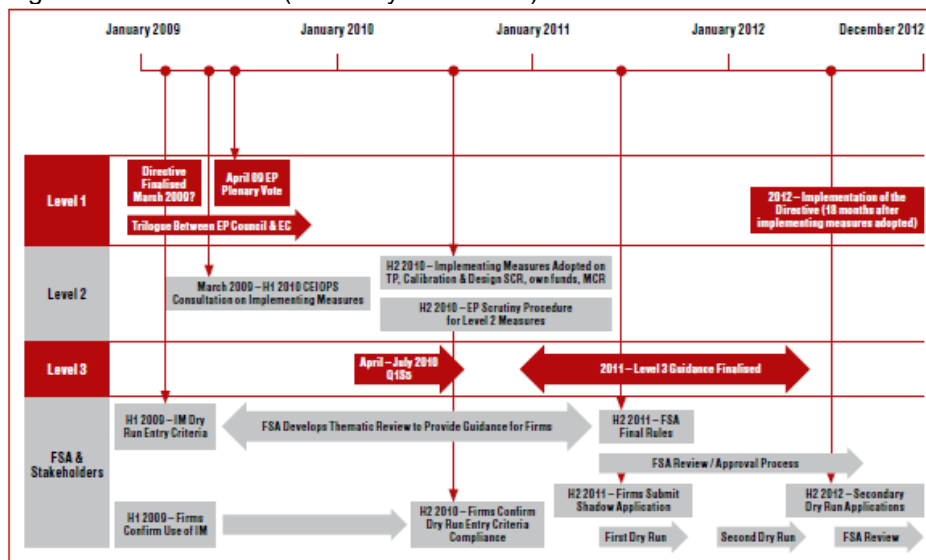 January 2009
January 2010
January 2011
January 2012
December 2012
Level 1
Directive
Finalised
March 2009?
April 09 EP
Plenary Vote
Trilogue Between EP Council & EC
2012 – Implementation of the
Directive (18 months after
implementing measures adopted)
Level 2
March 2009 – H1 2010 CEIOPS
Consultation on Implementing Measures
H2 2010 – Implementing Measures Adopted on
TP, Calibration & Design SCR, own funds, MCR
H2 2010 – EP Scrutiny Procedure
for Level 2 Measures
Level 3
April – July 2010
Q1S5
2011 – Level 3 Guidance Finalised
FSA &
Stakeholders
H1 2009 – IM Dry
Run Entry Criteria
FSA Develops Thematic Review to Provide Guidance for Firms
H2 2011 – FSA
Final Rules
FSA Review / Approval Process
H1 2009 – Firms
Confirm Use of IM
H2 2010 – Firms Confirm
Dry Run Entry Criteria
Compliance
H2 2011 – Firms Submit
Shadow Application
H2 2012 – Secondary
Dry Run Applications
First Dry Run
Second Dry Run
FSA Review